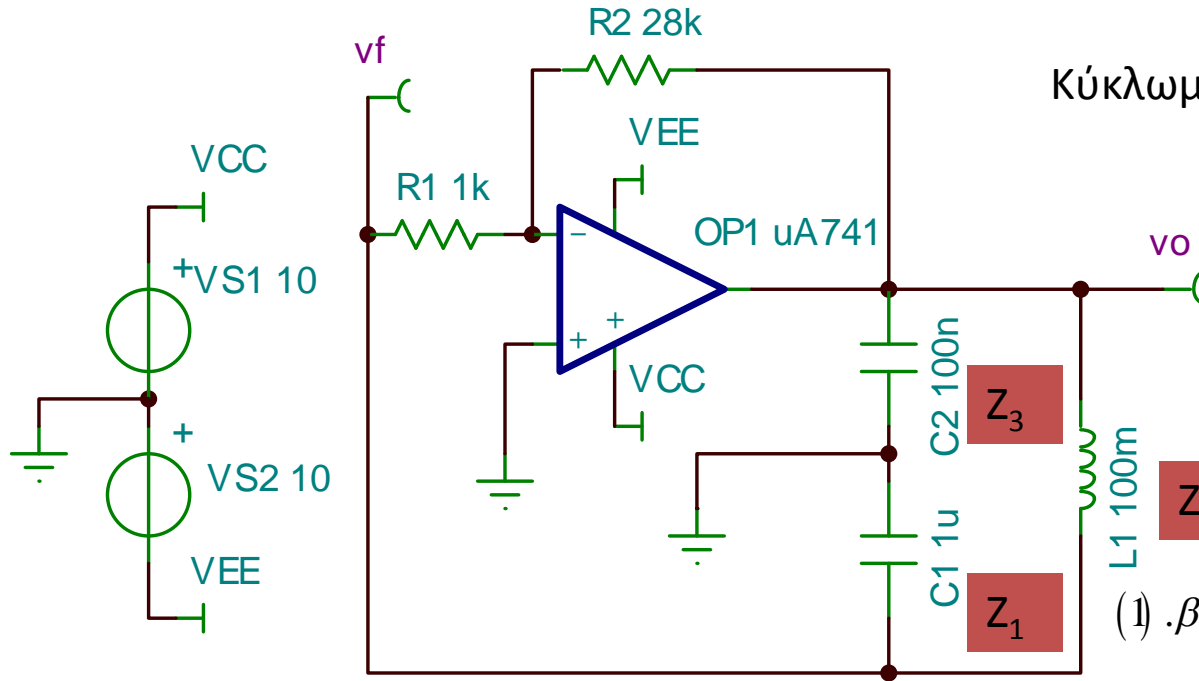 R2 28k
vf
Κύκλωμ
VEE
VCC
R1 1k
OP1 uA741
vo
+
VS1 10
−
+
+
VCC
C2 100n
Z3
+
VS2 10
L1 100m
Z
VEE
C1 1u
Z1
(1) .β